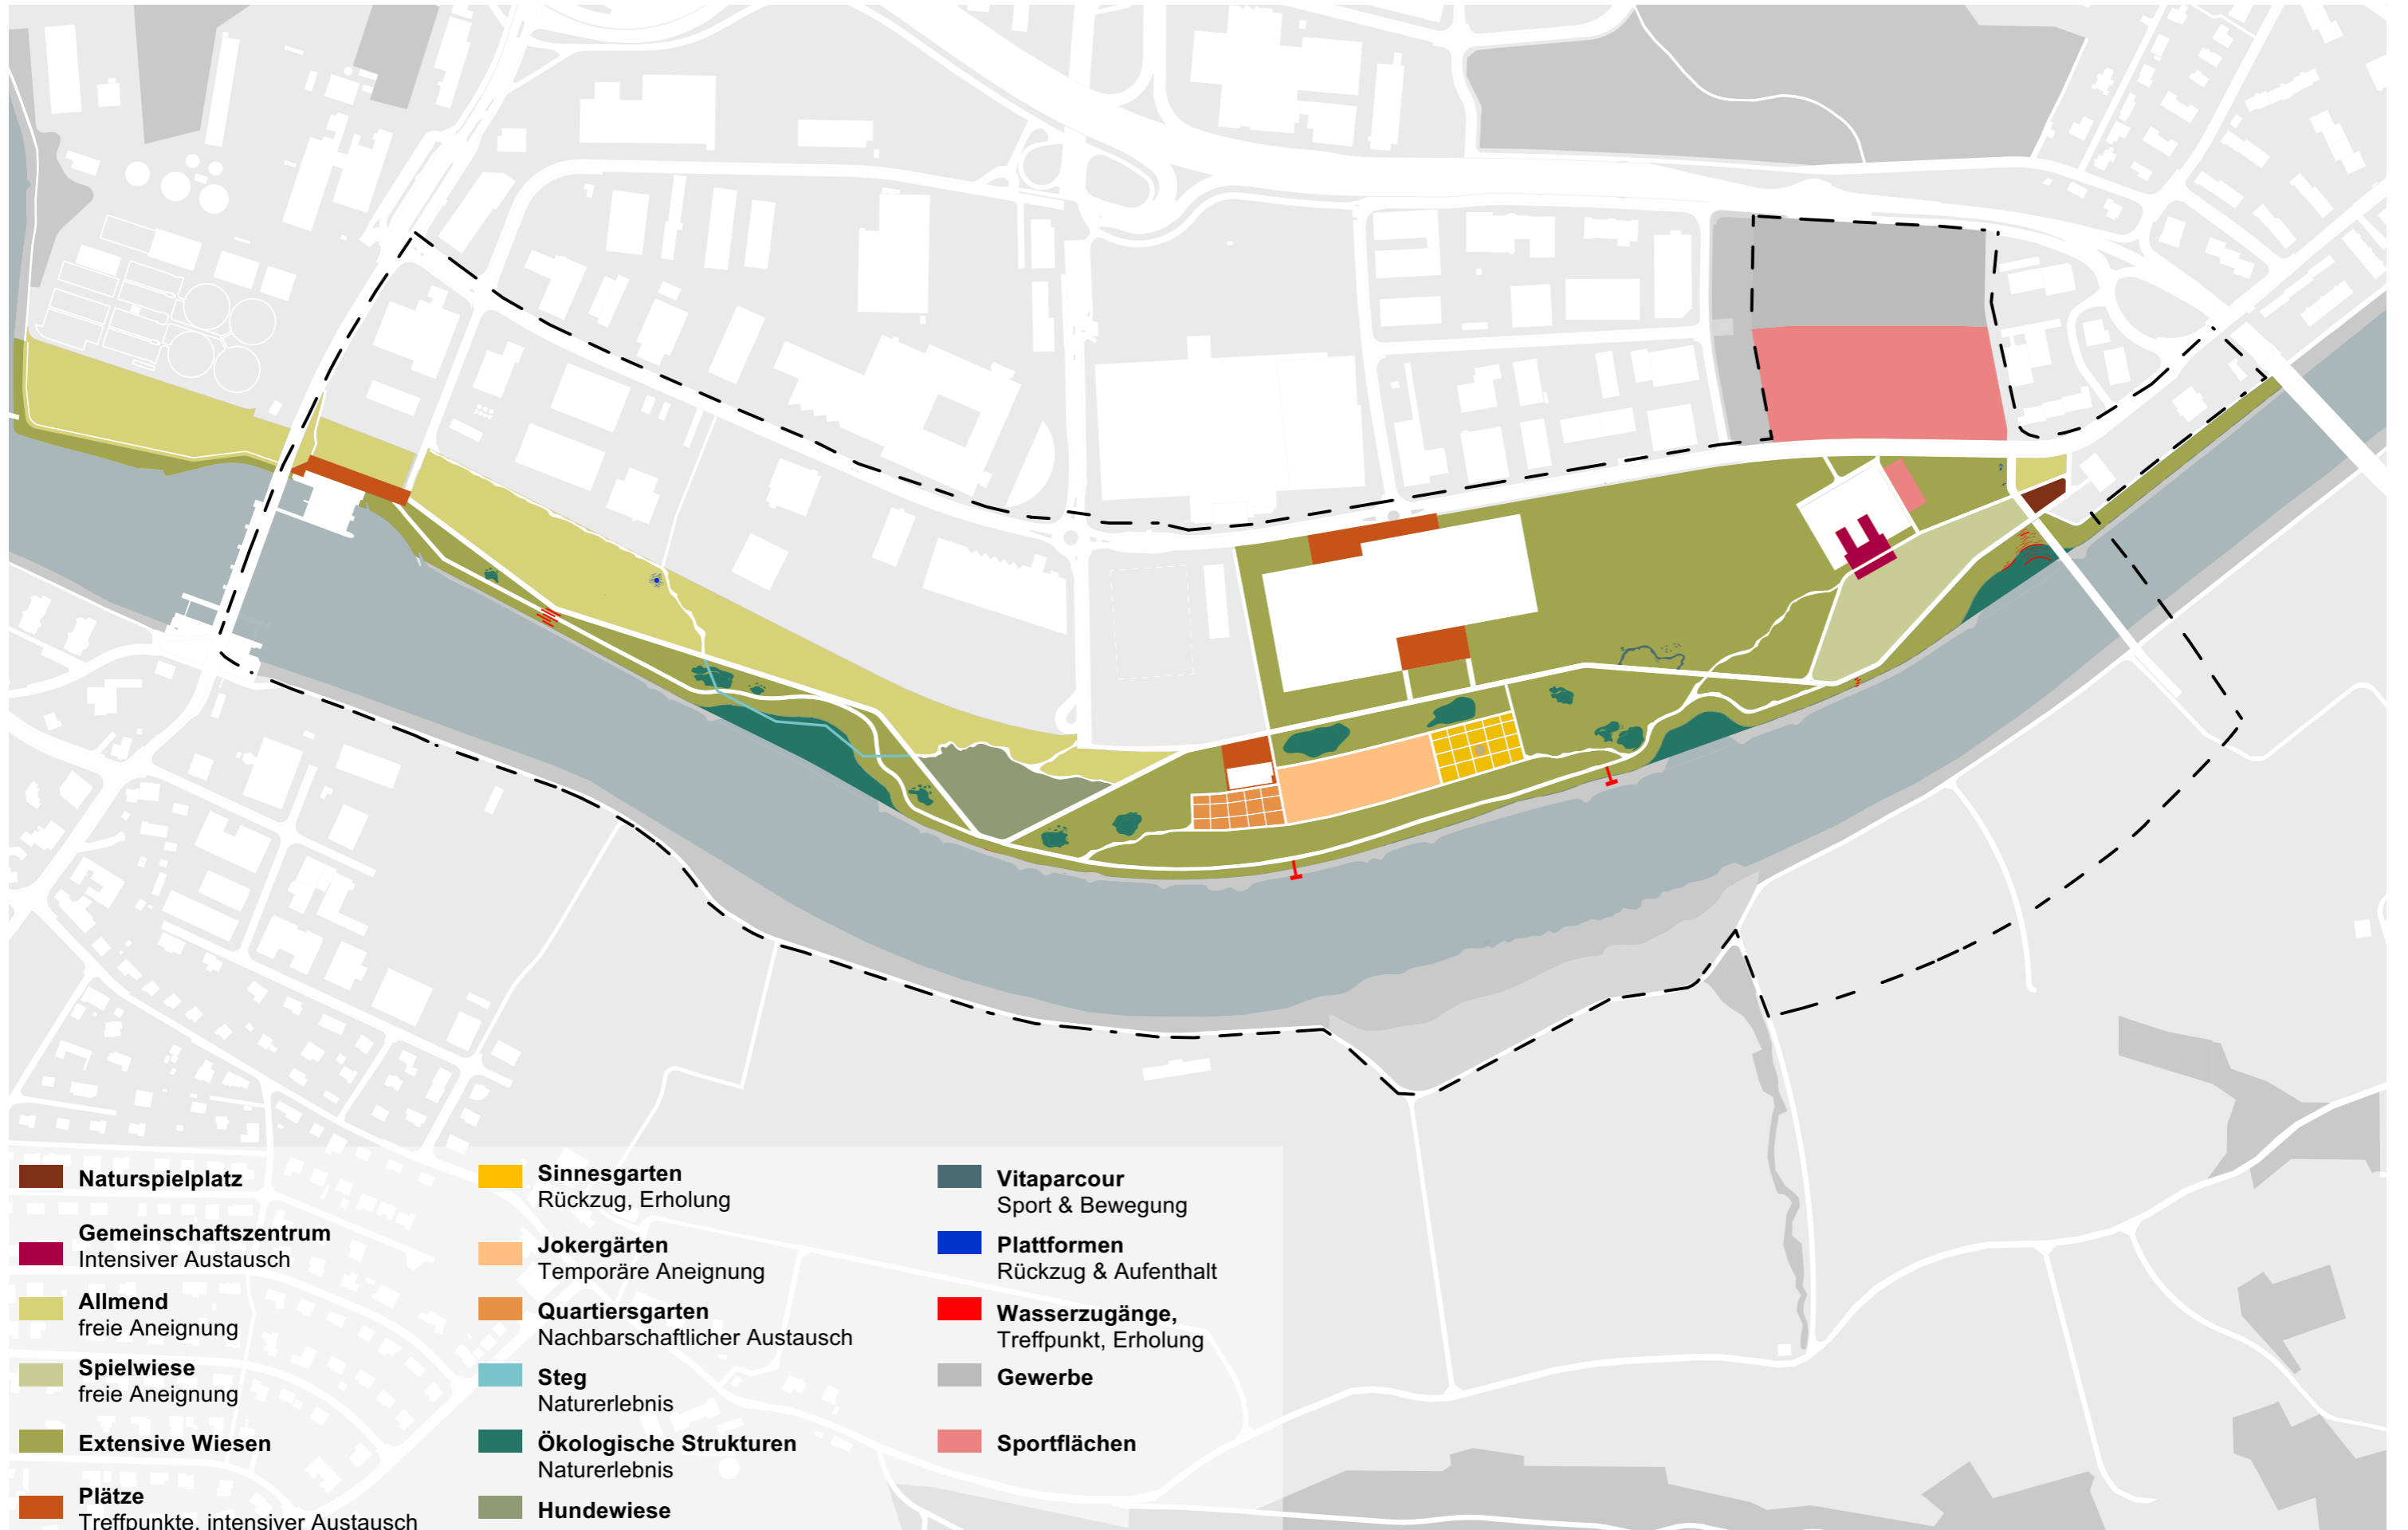 Naturspielplatz
Gemeinschaftszentrum
Intensiver Austausch
Allmend
freie Aneignung
Spielwiese
freie Aneignung
Extensive Wiesen
Plätze
Treffpunkte, intensiver Austausch
Sinnesgarten
Rückzug, Erholung
Jokergärten
Temporäre Aneignung
Quartiersgarten
Nachbarschaftlicher Austausch
Steg
Naturerlebnis
Ökologische Strukturen
Naturerlebnis
Hundewiese
Vitaparcour
Sport & Bewegung
Plattformen
Rückzug & Aufenthalt
Wasserzugänge,
Treffpunkt, Erholung
Gewerbe
Sportflächen